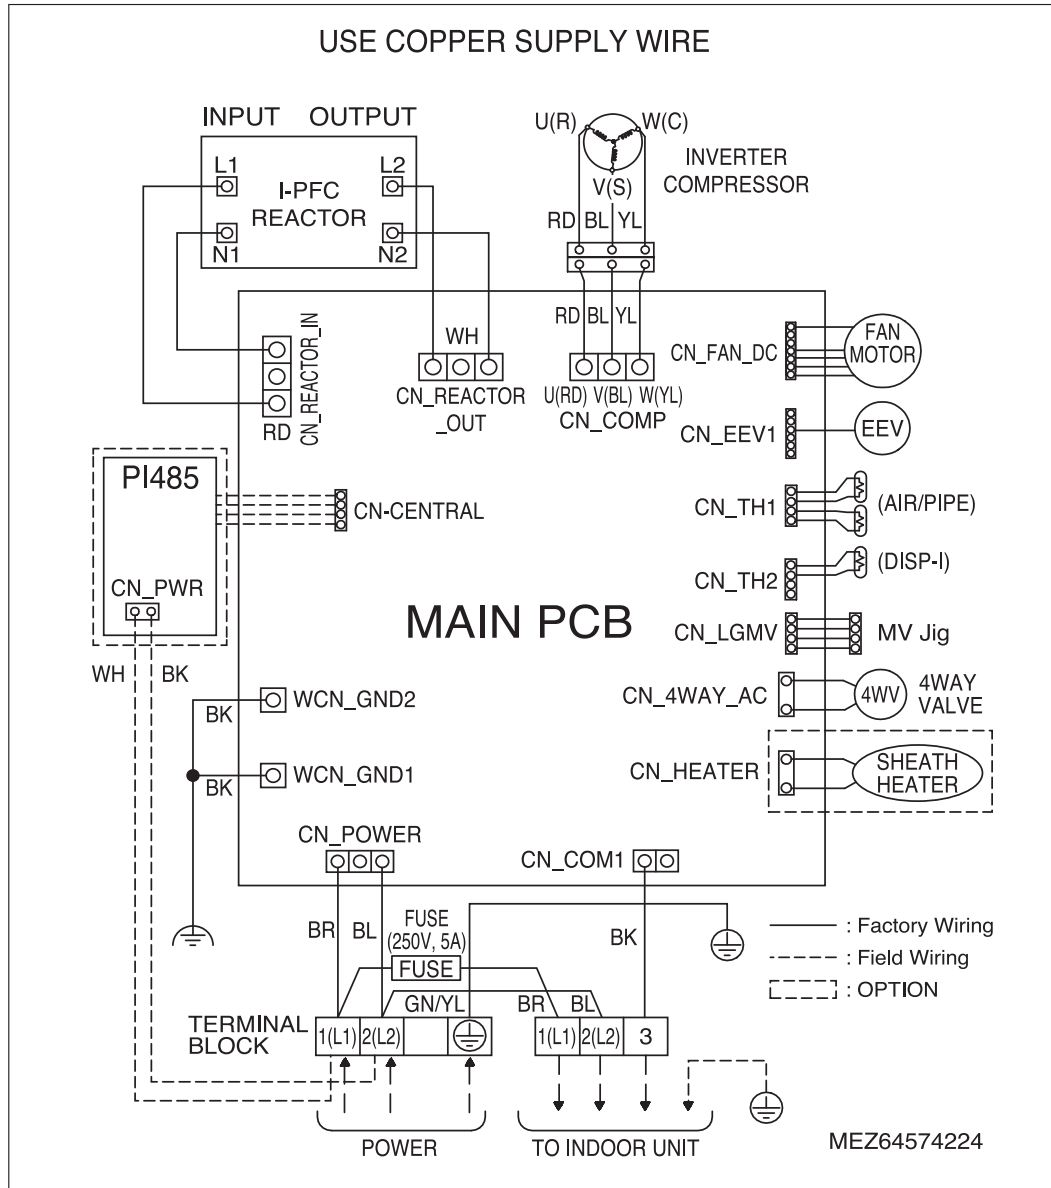 USE COPPER SUPPLY WIRE
INPUT OUTPUT
L1 L2
I-PFC
REACTOR
N1 N2
U(R) W(C)
V(S)
INVERTER
COMPRESSOR
RD BL YL
RD BL YL
U(RD) V(BL) W(YL)
CN_COMP
WH
CN_REACTOR
_OUT
CN_REACTOR_IN
RD
CN_FAN_DC
FAN
MOTOR
CN_EEV1
EEV
PI485
CN_PWR
CN-CENTRAL
CN_TH1
(AIR/PIPE)
CN_TH2
(DISP-I)
MAIN PCB
CN_LGMV
MV Jig
WH BK
CN_4WAY_AC
4WV
4WAY
VALVE
BK
WCN_GND2
BK
WCN_GND1
CN_HEATER
SHEATH
HEATER
CN_POWER
CN_COM1
BR BL
FUSE
(250V, 5A)
FUSE
BK
GN/YL
BR BL
: Factory Wiring
: Field Wiring
: OPTION
TERMINAL
BLOCK
1(L1) 2(L2)
1(L1) 2(L2) 3
POWER
TO INDOOR UNIT
MEZ64574224